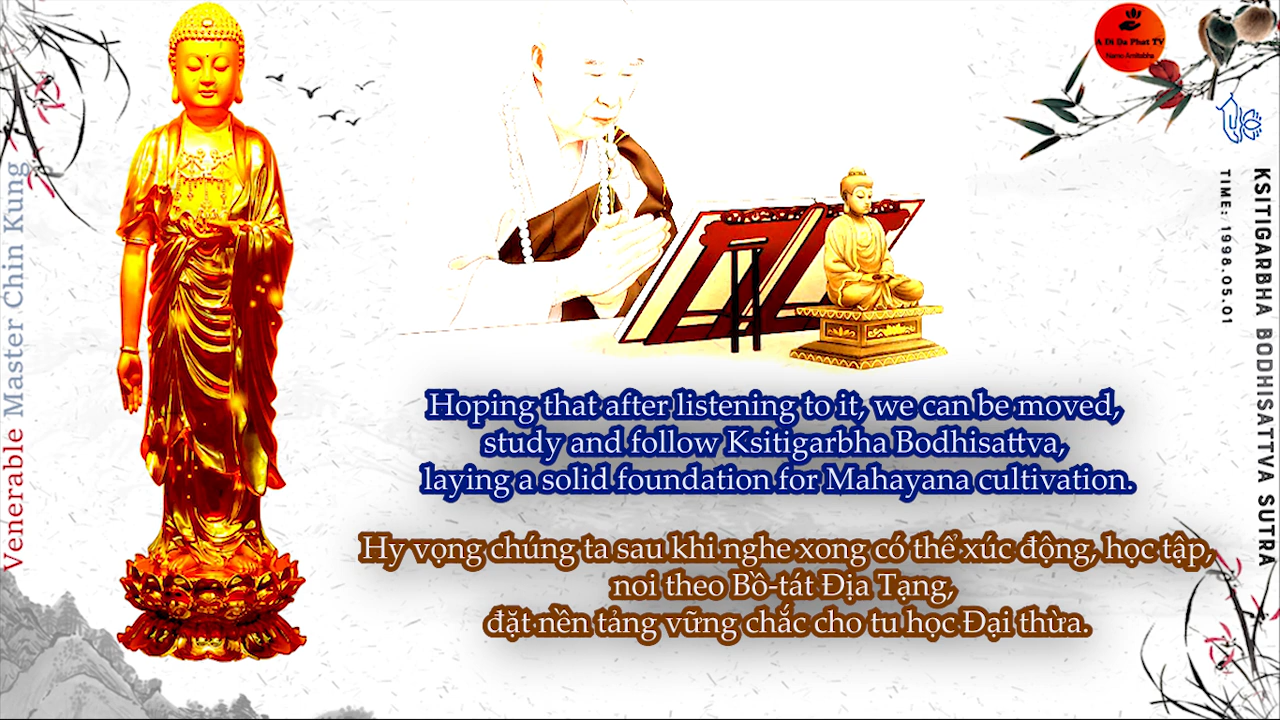 Venerable Master Chin Kung
A Di Da Phat TV
Namo Amitabha
KSITIGARBHA BODHISATTVA SUTRA
TIME: 1998.05.01
Hoping that after listening to it, we can be moved,
study and follow Ksitigarbha Bodhisattva,
laying a solid foundation for Mahayana cultivation.
Hy vọng chúng ta sau khi nghe xong có thể xúc động, học tập,
noi theo Bồ-tát Địa Tạng,
đặt nền tảng vững chắc cho tu học Đại thừa.